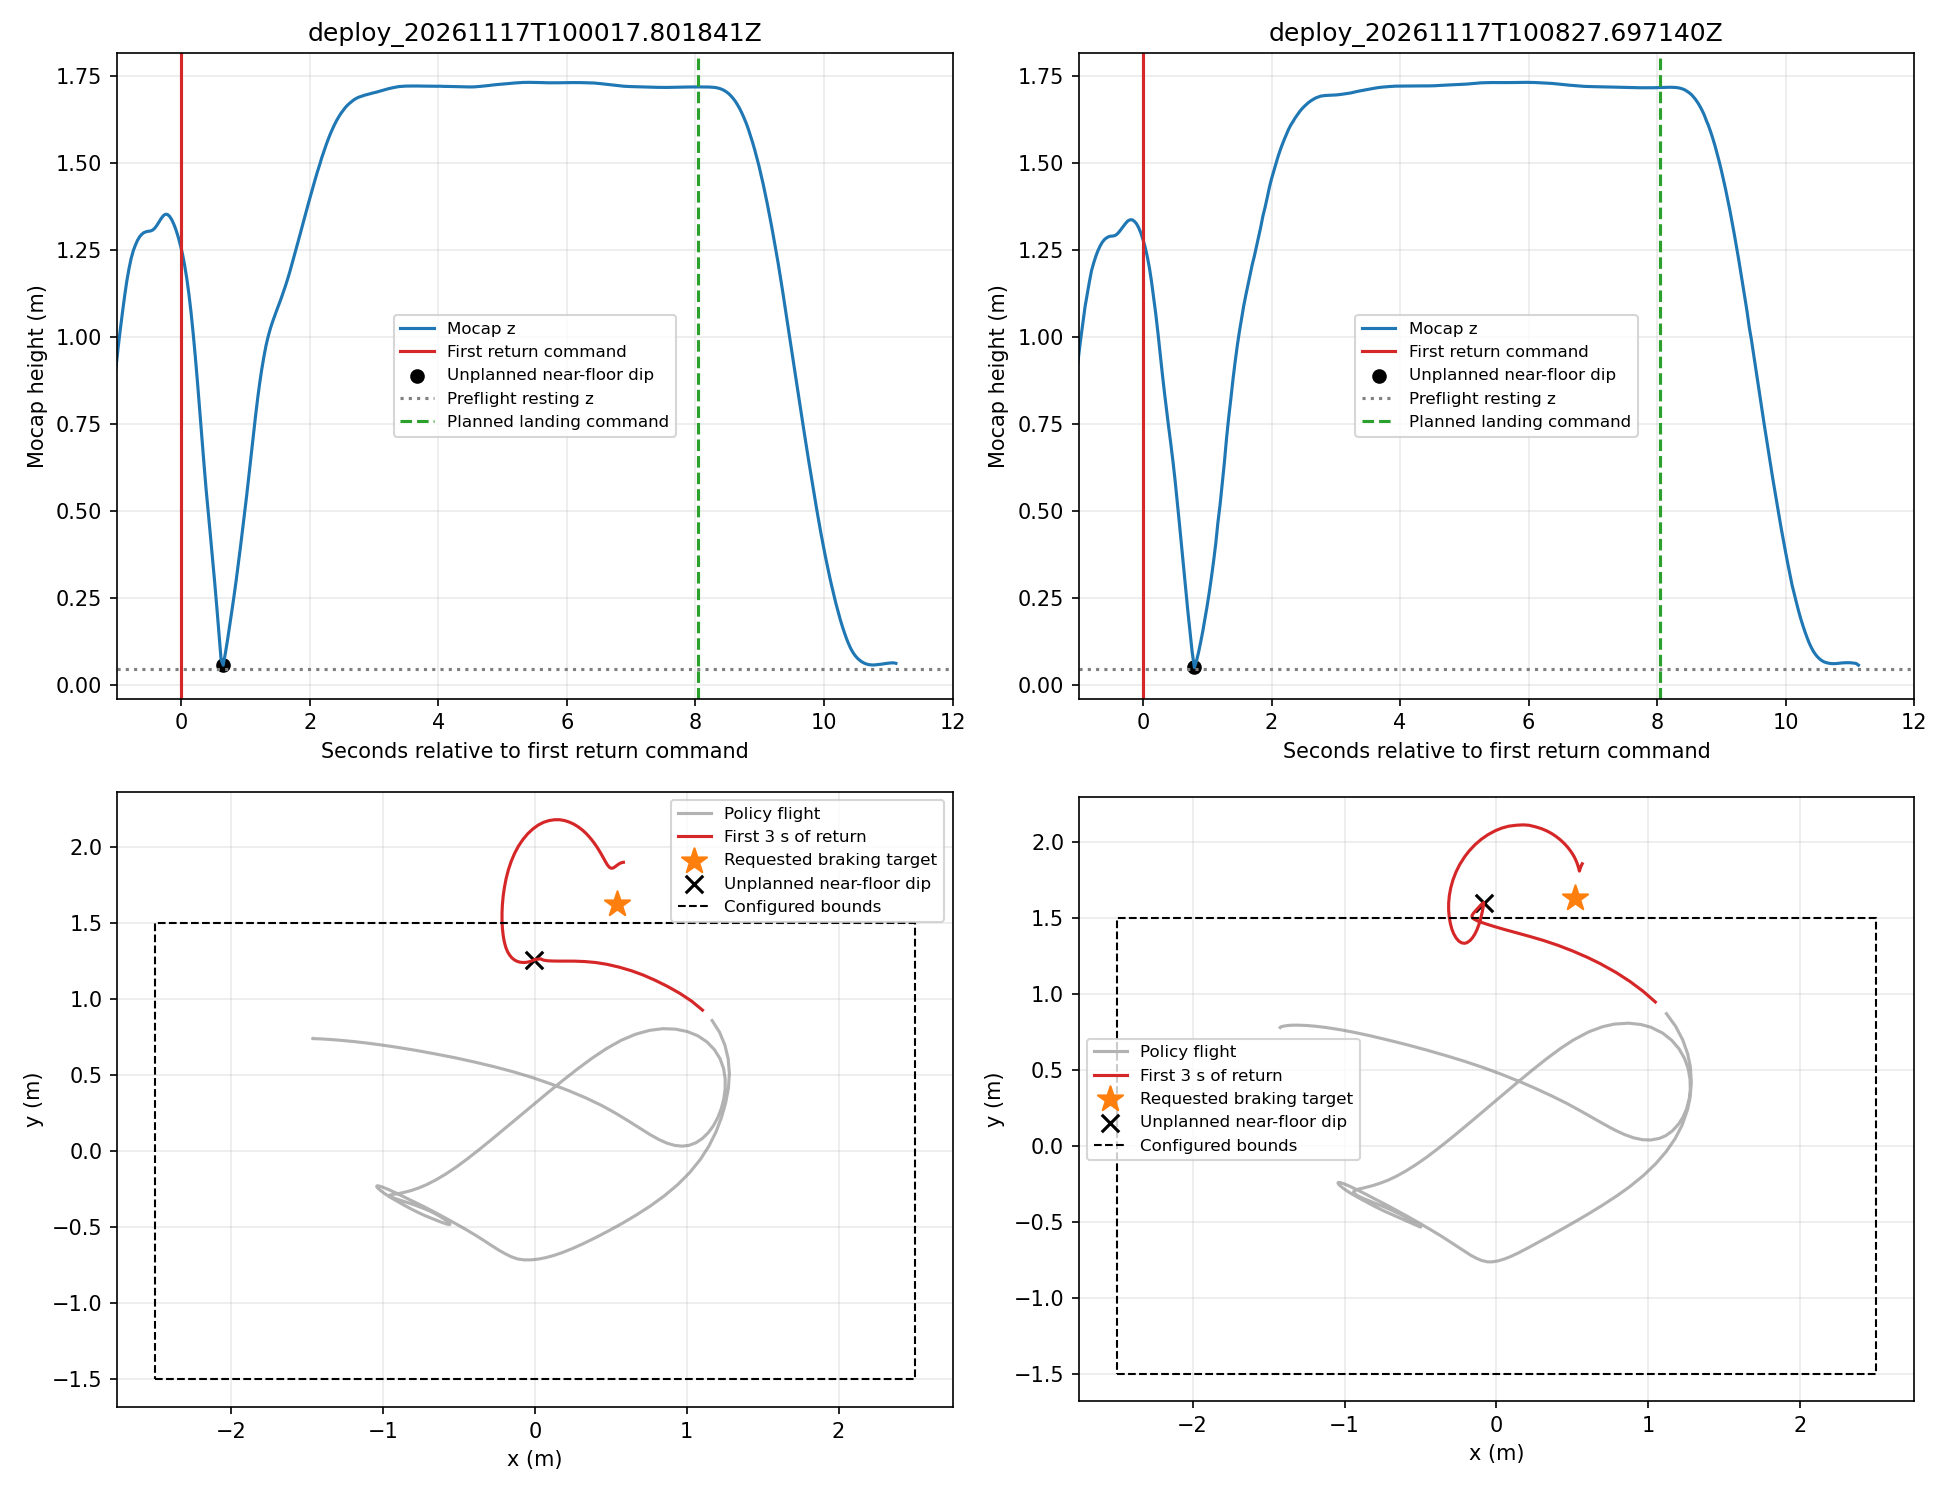 deploy_20261117T100017.801841Z
1.75
1.50
1.25
1.00
0.75
0.50
0.25
0.00
Mocap height (m)
Mocap z
First return command
Unplanned near-floor dip
Preflight resting z
Planned landing command
0 2 4 6 8 10 12
Seconds relative to first return command
deploy_20261117T100827.697140Z
1.75
1.50
1.25
1.00
0.75
0.50
0.25
0.00
Mocap height (m)
Mocap z
First return command
Unplanned near-floor dip
Preflight resting z
Planned landing command
0 2 4 6 8 10 12
Seconds relative to first return command
2.0
1.5
1.0
0.5
0.0
−0.5
−1.0
−1.5
y (m)
Policy flight
First 3 s of return
Requested braking target
Unplanned near-floor dip
Configured bounds
−2 −1 0 1 2
x (m)
2.0
1.5
1.0
0.5
0.0
−0.5
−1.0
−1.5
y (m)
Policy flight
First 3 s of return
Requested braking target
Unplanned near-floor dip
Configured bounds
−2 −1 0 1 2
x (m)